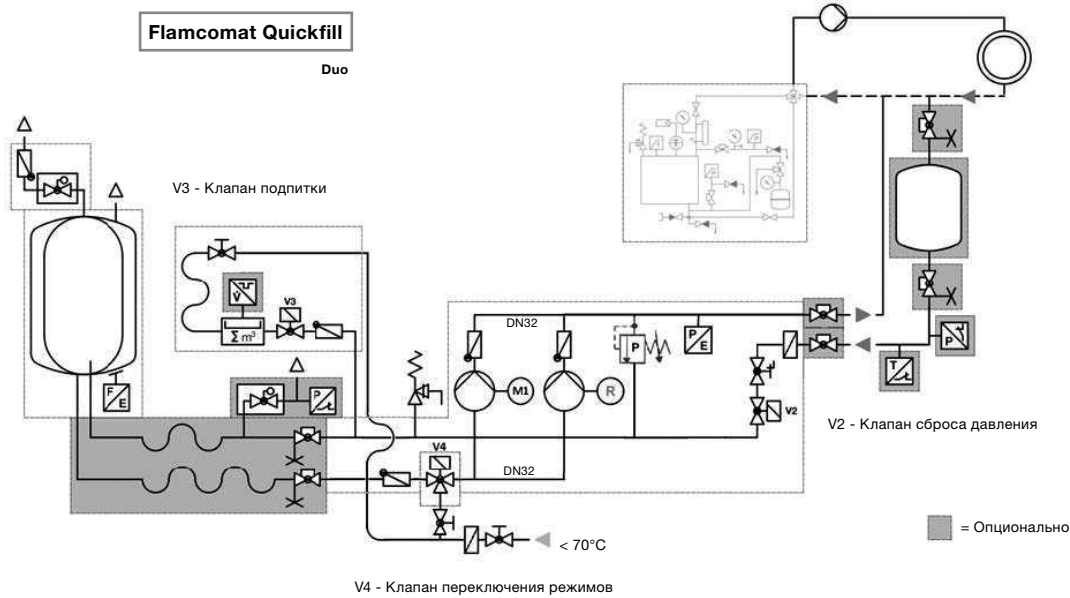 Flamcomat Quickfill
Duo
V3 - Клапан подпитки
V̇
V3
Σ m³
DN32
P
E
P
P
T
M1
R
V2
F
E
P
V2 - Клапан сброса давления
V4
DN32
< 70°C
= Опционально
V4 - Клапан переключения режимов